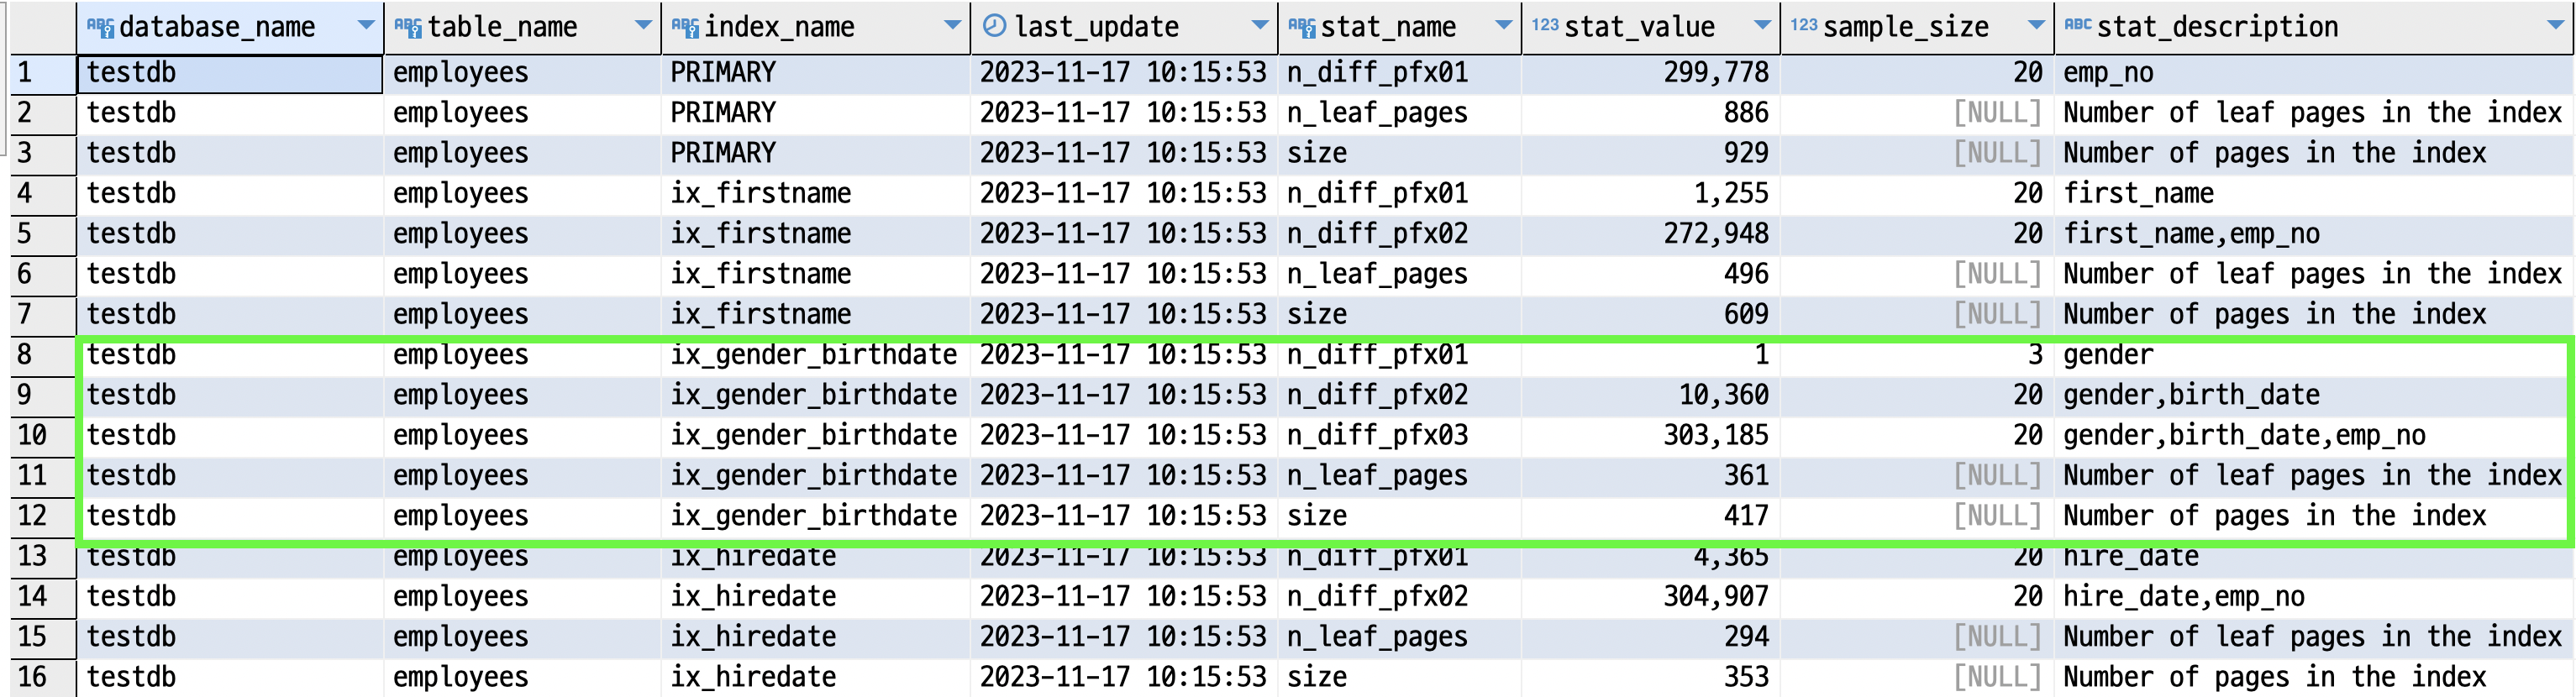 database_name table_name index_name last_update stat_name 123 stat_value 123 sample_size ABC stat_description
1 testdb employees PRIMARY 2023-11-17 10:15:53 n_diff_pfx01 299,778 20 emp_no
2 testdb employees PRIMARY 2023-11-17 10:15:53 n_leaf_pages 886 [NULL] Number of leaf pages in the index
3 testdb employees PRIMARY 2023-11-17 10:15:53 size 929 [NULL] Number of pages in the index
4 testdb employees ix_firstname 2023-11-17 10:15:53 n_diff_pfx01 1,255 20 first_name
5 testdb employees ix_firstname 2023-11-17 10:15:53 n_diff_pfx02 272,948 20 first_name,emp_no
6 testdb employees ix_firstname 2023-11-17 10:15:53 n_leaf_pages 496 [NULL] Number of leaf pages in the index
7 testdb employees ix_firstname 2023-11-17 10:15:53 size 609 [NULL] Number of pages in the index
8 testdb employees ix_gender_birthdate 2023-11-17 10:15:53 n_diff_pfx01 1 3 gender
9 testdb employees ix_gender_birthdate 2023-11-17 10:15:53 n_diff_pfx02 10,360 20 gender,birth_date
10 testdb employees ix_gender_birthdate 2023-11-17 10:15:53 n_diff_pfx03 303,185 20 gender,birth_date,emp_no
11 testdb employees ix_gender_birthdate 2023-11-17 10:15:53 n_leaf_pages 361 [NULL] Number of leaf pages in the index
12 testdb employees ix_gender_birthdate 2023-11-17 10:15:53 size 417 [NULL] Number of pages in the index
13 testdb employees ix_hiredate 2023-11-17 10:15:53 n_diff_pfx01 4,365 20 hire_date
14 testdb employees ix_hiredate 2023-11-17 10:15:53 n_diff_pfx02 304,907 20 hire_date,emp_no
15 testdb employees ix_hiredate 2023-11-17 10:15:53 n_leaf_pages 294 [NULL] Number of leaf pages in the index
16 testdb employees ix_hiredate 2023-11-17 10:15:53 size 353 [NULL] Number of pages in the index